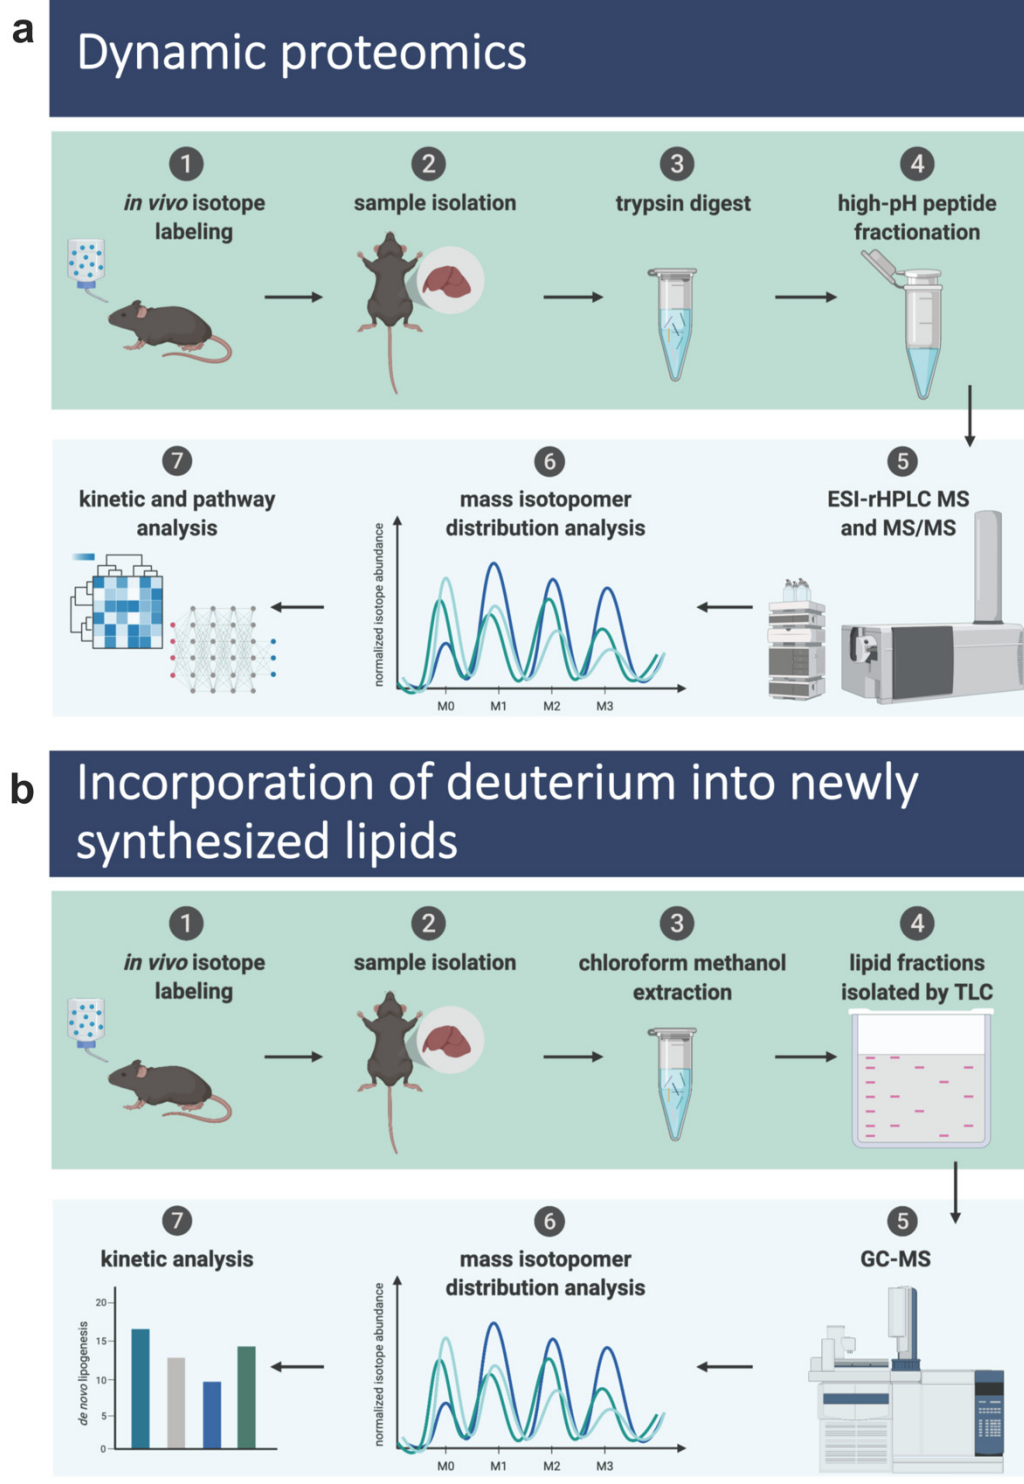 a
Dynamic proteomics
1
in vivo isotope
labeling
2
sample isolation
3
trypsin digest
4
high-pH peptide
fractionation
7
kinetic and pathway
analysis
6
mass isotopomer
distribution analysis
normalized isotope abundance
M0 M1 M2 M3
5
ESI-rHPLC MS
and MS/MS
b
Incorporation of deuterium into newly
synthesized lipids
1
in vivo isotope
labeling
2
sample isolation
3
chloroform methanol
extraction
4
lipid fractions
isolated by TLC
7
kinetic analysis
de novo lipogenesis
20
15
10
5
0
6
mass isotopomer
distribution analysis
normalized isotope abundance
M0 M1 M2 M3
5
GC-MS